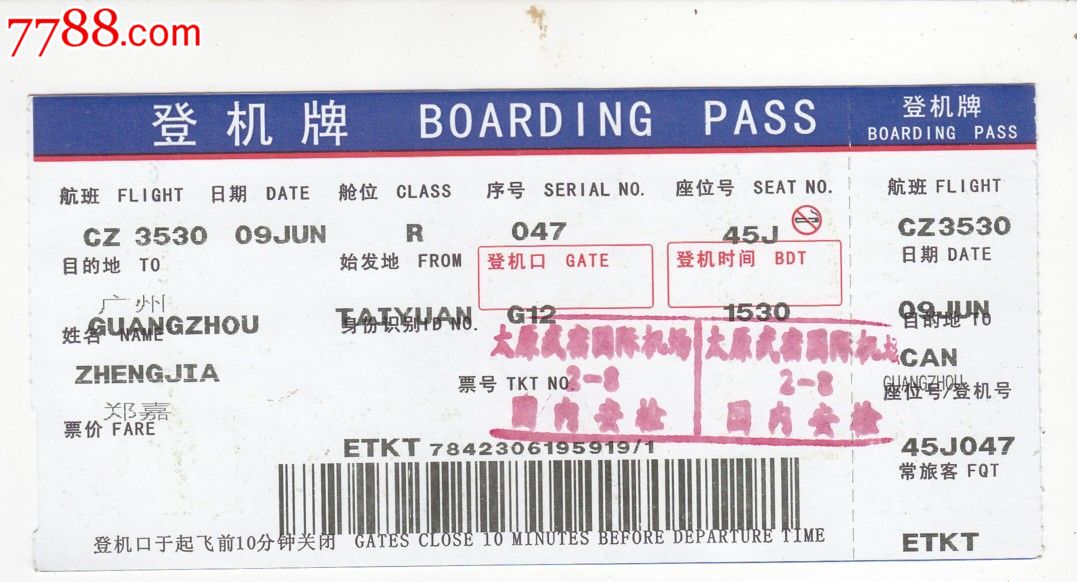 7788.com
登机牌 BOARDING PASS
登机牌
BOARDING PASS
航班 FLIGHT 日期 DATE 舱位 CLASS 序号 SERIAL NO. 座位号 SEAT NO.
CZ 3530 09JUN R 047 45J
目的地 TO 始发地 FROM 登机口 GATE 登机时间 BDT
广州
GUANGZHOU TAIYUAN G12 1530
姓名 NAME 身份识别ID NO.
太原武宿国际机场 太原武宿国际机场
ZHENGJIA
票号 TKT NO.
2-8 2-8
郑嘉
国内安检 国内安检
票价 FARE
ETKT 7842306195919/1
登机口于起飞前10分钟关闭 GATES CLOSE 10 MINUTES BEFORE DEPARTURE TIME
航班 FLIGHT
CZ3530
日期 DATE
09JUN
目的地 TO
CAN
GUANGZHOU
座位号/登机号
45J047
常旅客 FQT
ETKT